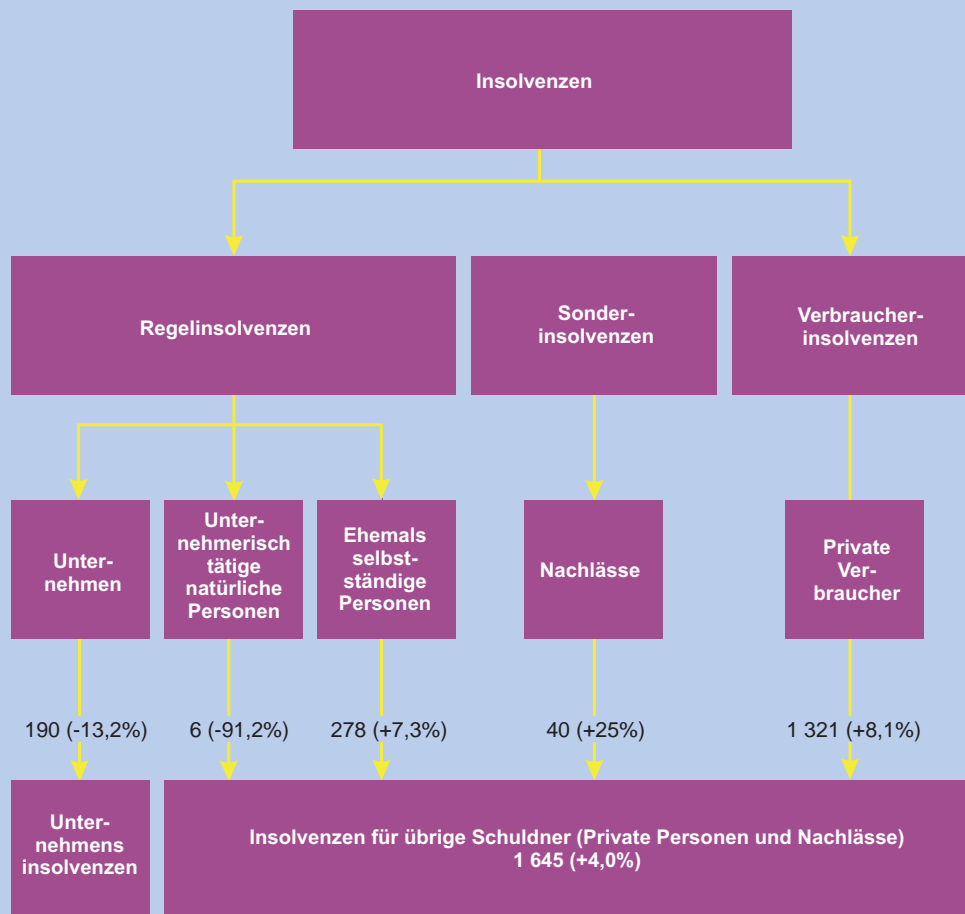 Insolvenzen
Regelinsolvenzen
Sonder-
insolvenzen
Verbraucher-
insolvenzen
Unter-
nehmen
Unter-
nehmerisch
tätige
natürliche
Personen
Ehemals
selbst-
ständige
Personen
Nachlässe
Private
Ver-
braucher
190 (-13,2%)
6 (-91,2%)
278 (+7,3%)
40 (+25%)
1 321 (+8,1%)
Unter-
nehmens
insolvenzen
Insolvenzen für übrige Schuldner (Private Personen und Nachlässe)
1 645 (+4,0%)